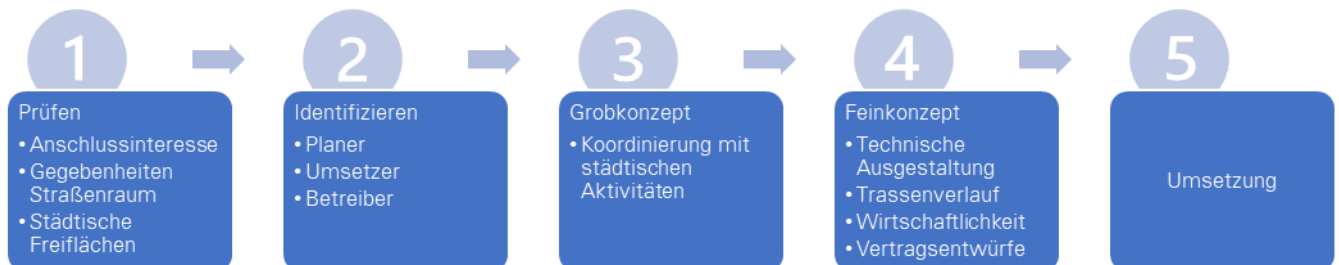 1
Prüfen
• Anschlussinteresse
• Gegebenheiten
Straßenraum
• Städtische
Freiflächen
2
Identifizieren
• Planer
• Umsetzer
• Betreiber
3
Grobkonzept
• Koordinierung mit
städtischen
Aktivitäten
4
Feinkonzept
• Technische
Ausgestaltung
• Trassenverlauf
• Wirtschaftlichkeit
• Vertragsentwürfe
5
Umsetzung